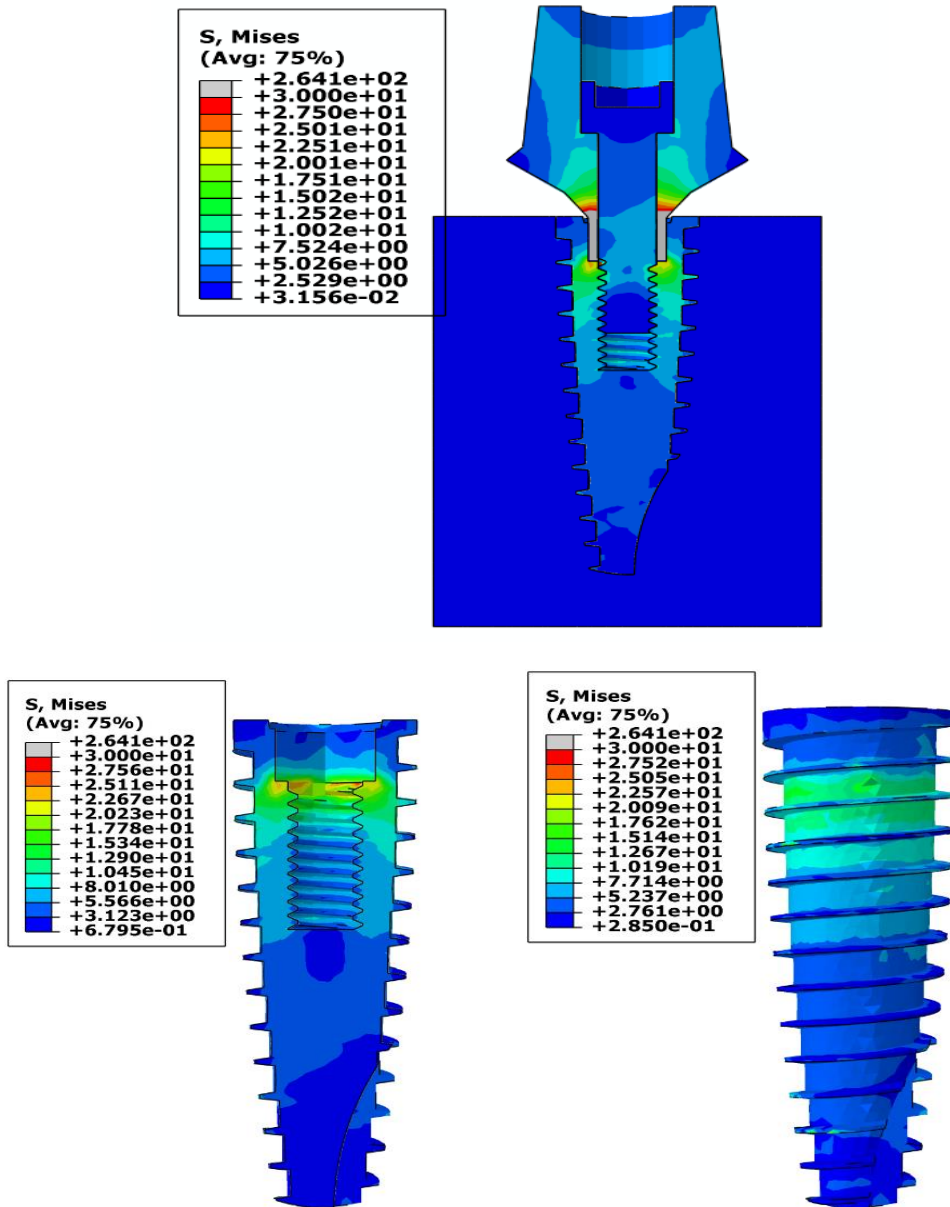 S, Mises
(Avg: 75%)
+2.641e+02
+3.000e+01
+2.750e+01
+2.501e+01
+2.251e+01
+2.001e+01
+1.751e+01
+1.502e+01
+1.252e+01
+1.002e+01
+7.524e+00
+5.026e+00
+2.529e+00
+3.156e-02
S, Mises
(Avg: 75%)
+2.641e+02
+3.000e+01
+2.756e+01
+2.511e+01
+2.267e+01
+2.023e+01
+1.778e+01
+1.534e+01
+1.290e+01
+1.045e+01
+8.010e+00
+5.566e+00
+3.123e+00
+6.795e-01
S, Mises
(Avg: 75%)
+2.641e+02
+3.000e+01
+2.752e+01
+2.505e+01
+2.257e+01
+2.009e+01
+1.762e+01
+1.514e+01
+1.267e+01
+1.019e+01
+7.714e+00
+5.237e+00
+2.761e+00
+2.850e-01